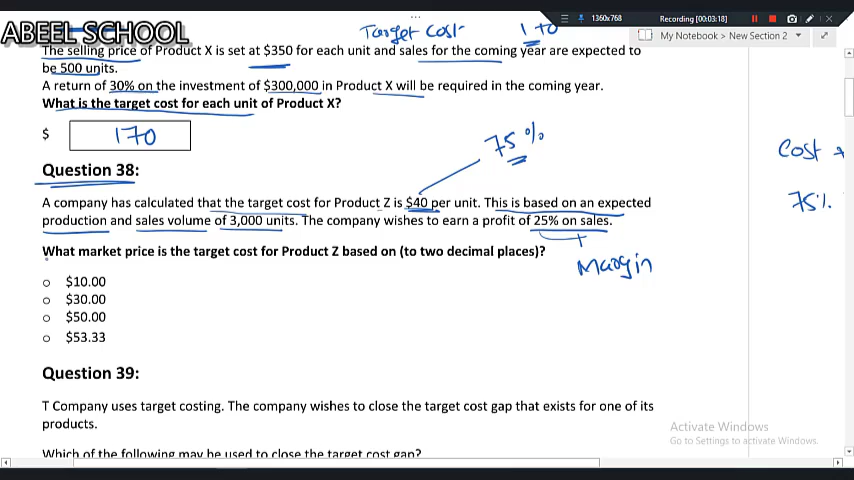 1360x768
Recording [00:03:18]
ABEEL SCHOOL
Target Cost 170
My Notebook > New Section 2
The selling price of Product X is set at $350 for each unit and sales for the coming year are expected to
be 500 units.
A return of 30% on the investment of $300,000 in Product X will be required in the coming year.
What is the target cost for each unit of Product X?
$ 170
75%
Cost +
Question 38:
A company has calculated that the target cost for Product Z is $40 per unit. This is based on an expected
75%.
production and sales volume of 3,000 units. The company wishes to earn a profit of 25% on sales.
What market price is the target cost for Product Z based on (to two decimal places)?
Margin
o $10.00
o $30.00
o $50.00
o $53.33
Question 39:
T Company uses target costing. The company wishes to close the target cost gap that exists for one of its
products.
Activate Windows
Go to Settings to activate Windows.
Which of the following may be used to close the target cost gap?